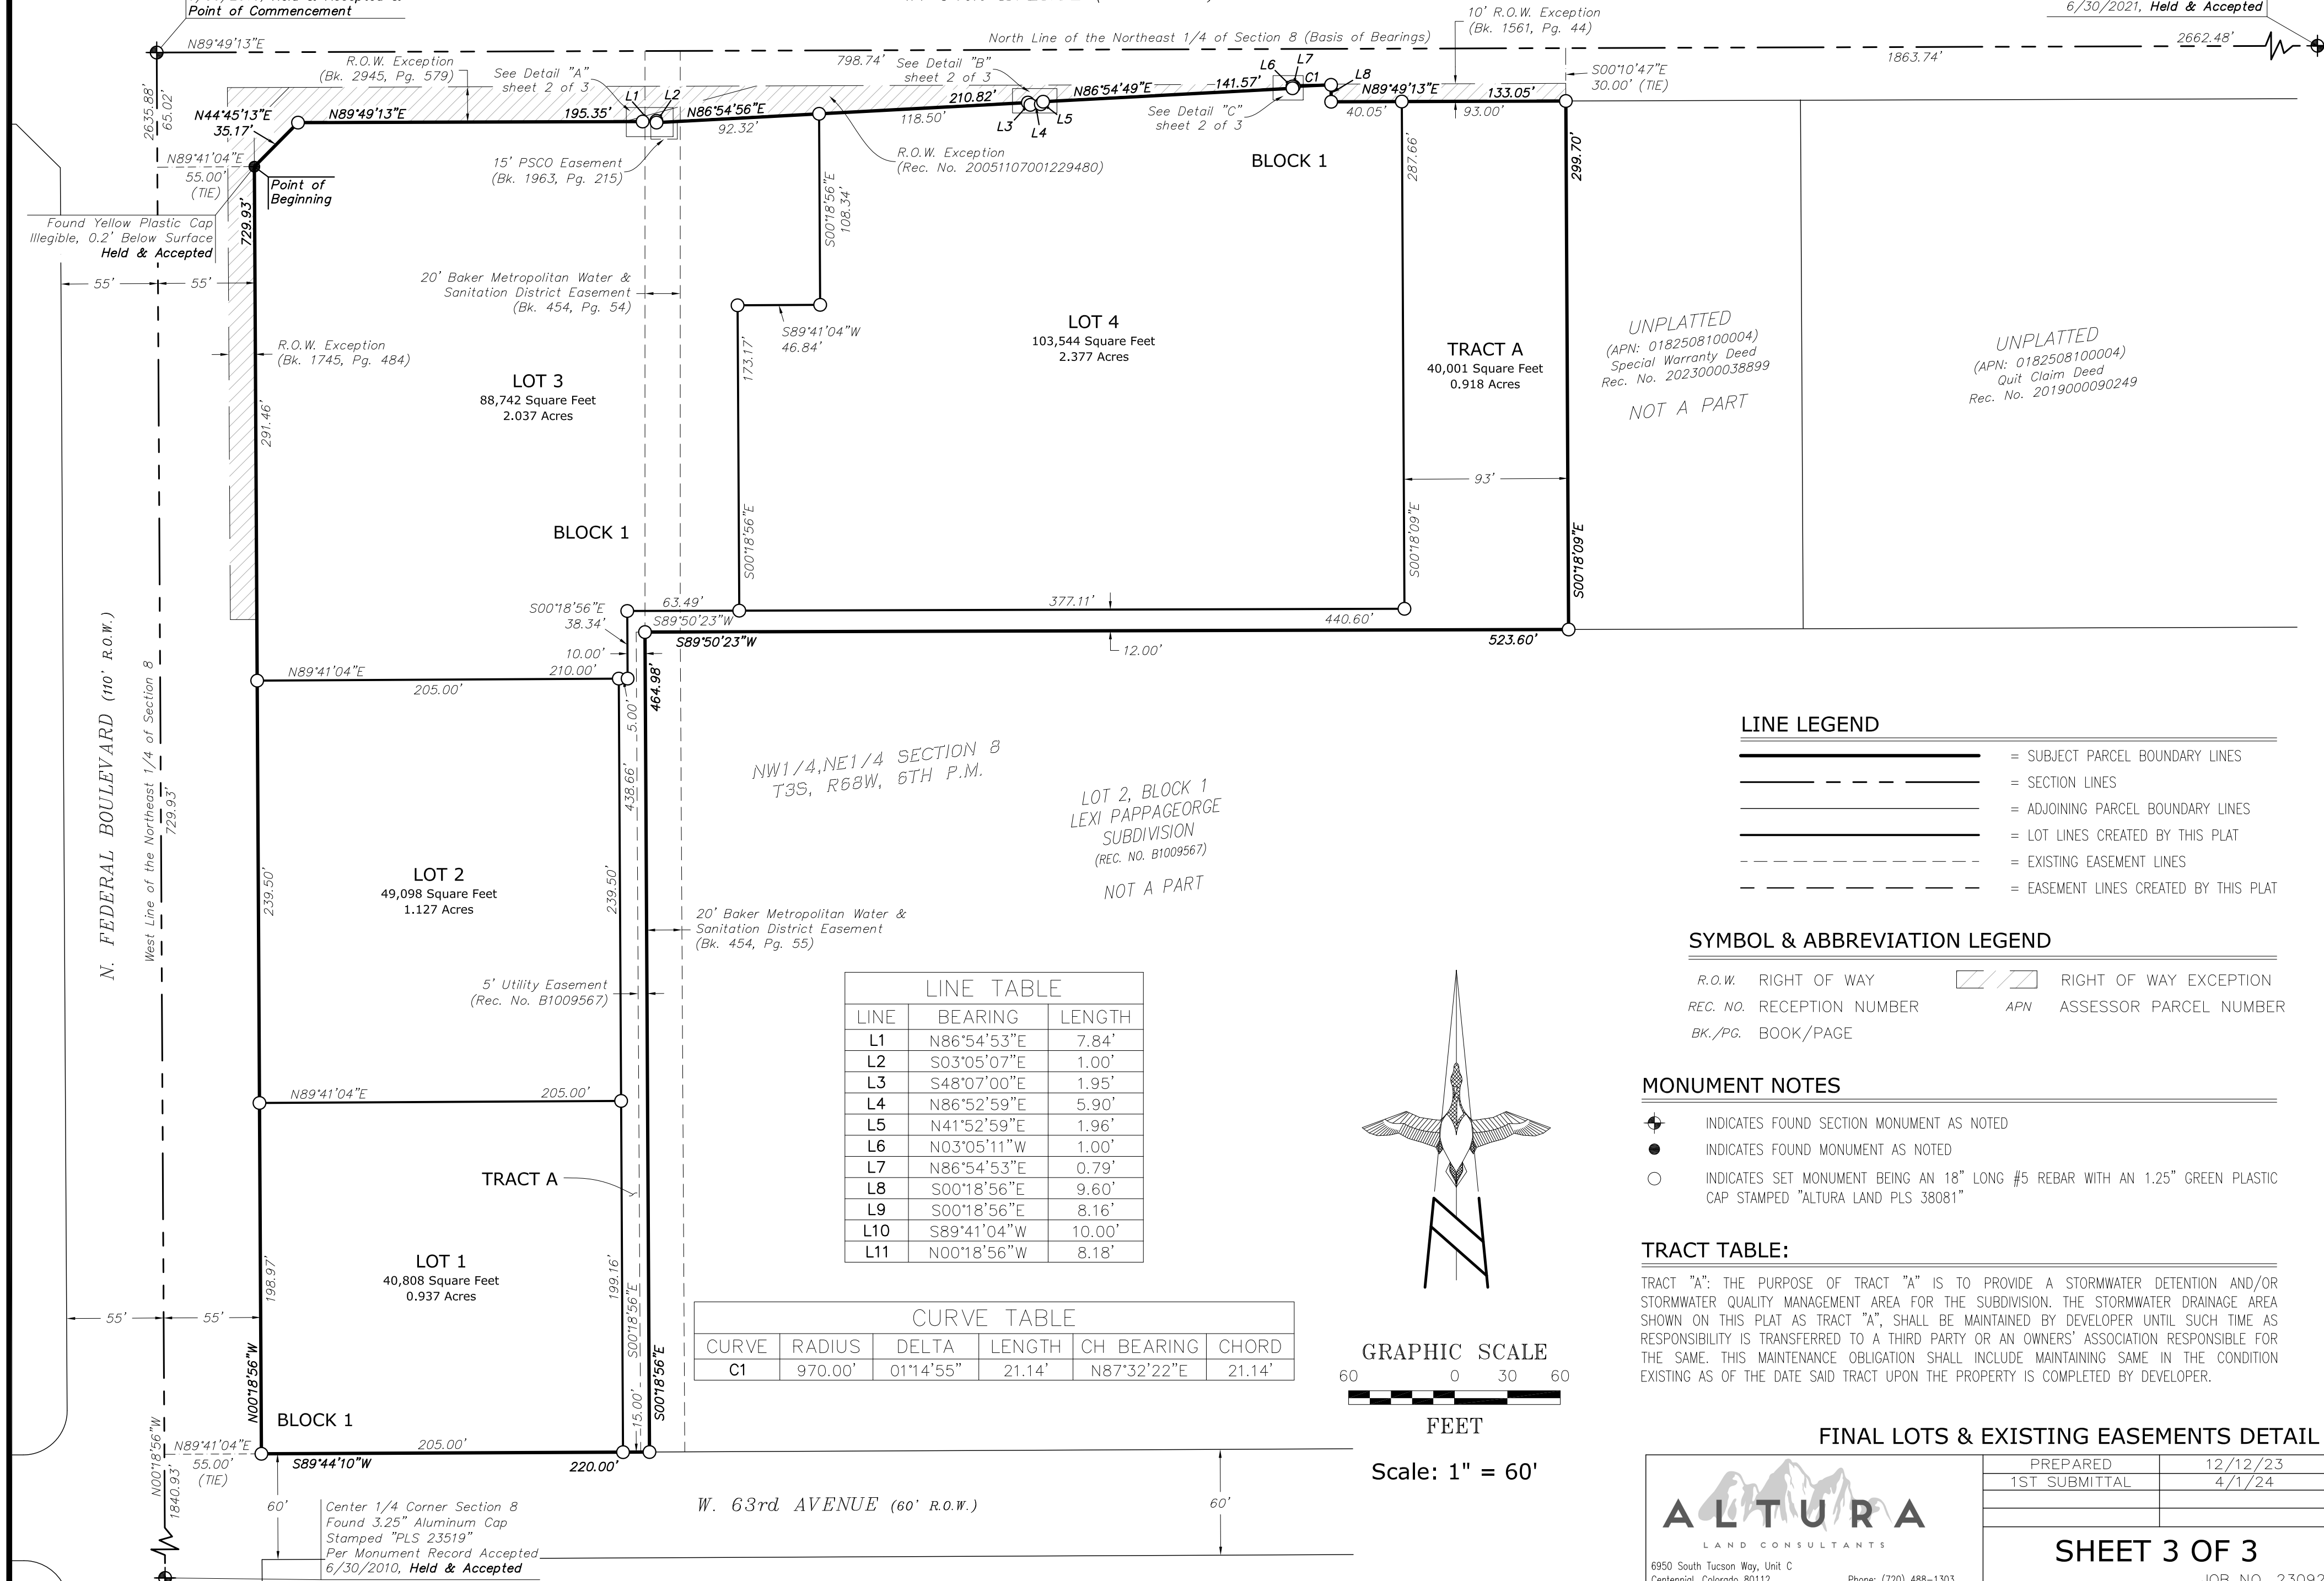 Point of Commencement
6/30/2021, Held & Accepted
N89°49'13"E
North Line of the Northeast 1/4 of Section 8 (Basis of Bearings)
2662.48'
1863.74'
798.74'
10' R.O.W. Exception
(Bk. 1561, Pg. 44)
S00°10'47"E
30.00' (TIE)
2635.88'
65.02'
R.O.W. Exception
(Bk. 2945, Pg. 579)
See Detail "A"
sheet 2 of 3
See Detail "B"
sheet 2 of 3
See Detail "C"
sheet 2 of 3
L1
L2
L3
L4
L5
L6
L7
C1
L8
N44°45'13"E
35.17'
N89°49'13"E
195.35'
N86°54'56"E
92.32'
210.82'
118.50'
N86°54'49"E
141.57'
N89°49'13"E
133.05'
40.05'
93.00'
N89°41'04"E
55.00'
(TIE)
Point of
Beginning
15' PSCO Easement
(Bk. 1963, Pg. 215)
R.O.W. Exception
(Rec. No. 20051107001229480)
BLOCK 1
Found Yellow Plastic Cap
Illegible, 0.2' Below Surface
Held & Accepted
729.93'
55'
55'
20' Baker Metropolitan Water &
Sanitation District Easement
(Bk. 454, Pg. 54)
S00°18'56"E
108.34'
S89°41'04"W
46.84'
173.17'
S00°18'56"E
287.66'
S00°18'09"E
299.70'
S00°18'09"E
R.O.W. Exception
(Bk. 1745, Pg. 484)
291.46'
LOT 3
88,742 Square Feet
2.037 Acres
LOT 4
103,544 Square Feet
2.377 Acres
TRACT A
40,001 Square Feet
0.918 Acres
93'
UNPLATTED
(APN: 0182508100004)
Special Warranty Deed
Rec. No. 2023000038899
NOT A PART
UNPLATTED
(APN: 0182508100004)
Quit Claim Deed
Rec. No. 2019000090249
BLOCK 1
S00°18'56"E
38.34'
63.49'
S89°50'23"W
377.11'
440.60'
S89°50'23"W
523.60'
12.00'
10.00'
N89°41'04"E
210.00'
205.00'
5.00'
464.98'
438.66'
N. FEDERAL BOULEVARD (110' R.O.W.)
West Line of the Northeast 1/4 of Section 8
729.93'
NW1/4,NE1/4 SECTION 8
T3S, R68W, 6TH P.M.
LOT 2, BLOCK 1
LEXI PAPPAGEORGE
SUBDIVISION
(REC. NO. B1009567)
NOT A PART
239.50'
LOT 2
49,098 Square Feet
1.127 Acres
239.50'
20' Baker Metropolitan Water &
Sanitation District Easement
(Bk. 454, Pg. 55)
5' Utility Easement
(Rec. No. B1009567)
N89°41'04"E
205.00'
TRACT A
LOT 1
40,808 Square Feet
0.937 Acres
198.97'
199.16'
S00°18'56"E
15.00'
S00°18'56"E
55'
55'
N00°18'56"W
BLOCK 1
205.00'
S89°44'10"W
220.00'
N89°41'04"E
55.00'
(TIE)
N00°18'56"W
1840.93'
60'
60'
W. 63rd AVENUE (60' R.O.W.)
Center 1/4 Corner Section 8
Found 3.25" Aluminum Cap
Stamped "PLS 23519"
Per Monument Record Accepted
6/30/2010, Held & Accepted
LINE TABLE
LINE BEARING LENGTH
L1 N86°54'53"E 7.84'
L2 S03°05'07"E 1.00'
L3 S48°07'00"E 1.95'
L4 N86°52'59"E 5.90'
L5 N41°52'59"E 1.96'
L6 N03°05'11"W 1.00'
L7 N86°54'53"E 0.79'
L8 S00°18'56"E 9.60'
L9 S00°18'56"E 8.16'
L10 S89°41'04"W 10.00'
L11 N00°18'56"W 8.18'
CURVE TABLE
CURVE RADIUS DELTA LENGTH CH BEARING CHORD
C1 970.00' 01°14'55" 21.14' N87°32'22"E 21.14'
GRAPHIC SCALE
60 0 30 60
FEET
Scale: 1" = 60'
LINE LEGEND
= SUBJECT PARCEL BOUNDARY LINES
= SECTION LINES
= ADJOINING PARCEL BOUNDARY LINES
= LOT LINES CREATED BY THIS PLAT
= EXISTING EASEMENT LINES
= EASEMENT LINES CREATED BY THIS PLAT
SYMBOL & ABBREVIATION LEGEND
R.O.W. RIGHT OF WAY RIGHT OF WAY EXCEPTION
REC. NO. RECEPTION NUMBER APN ASSESSOR PARCEL NUMBER
BK./PG. BOOK/PAGE
MONUMENT NOTES
INDICATES FOUND SECTION MONUMENT AS NOTED
INDICATES FOUND MONUMENT AS NOTED
INDICATES SET MONUMENT BEING AN 18" LONG #5 REBAR WITH AN 1.25" GREEN PLASTIC
CAP STAMPED "ALTURA LAND PLS 38081"
TRACT TABLE:
TRACT "A": THE PURPOSE OF TRACT "A" IS TO PROVIDE A STORMWATER DETENTION AND/OR
STORMWATER QUALITY MANAGEMENT AREA FOR THE SUBDIVISION. THE STORMWATER DRAINAGE AREA
SHOWN ON THIS PLAT AS TRACT "A", SHALL BE MAINTAINED BY DEVELOPER UNTIL SUCH TIME AS
RESPONSIBILITY IS TRANSFERRED TO A THIRD PARTY OR AN OWNERS' ASSOCIATION RESPONSIBLE FOR
THE SAME. THIS MAINTENANCE OBLIGATION SHALL INCLUDE MAINTAINING SAME IN THE CONDITION
EXISTING AS OF THE DATE SAID TRACT UPON THE PROPERTY IS COMPLETED BY DEVELOPER.
FINAL LOTS & EXISTING EASEMENTS DETAIL
ALTURA
LAND CONSULTANTS
6950 South Tucson Way, Unit C
Centennial, Colorado 80112 Phone: (720) 488-1303
PREPARED 12/12/23
1ST SUBMITTAL 4/1/24
SHEET 3 OF 3
JOB NO. 23092